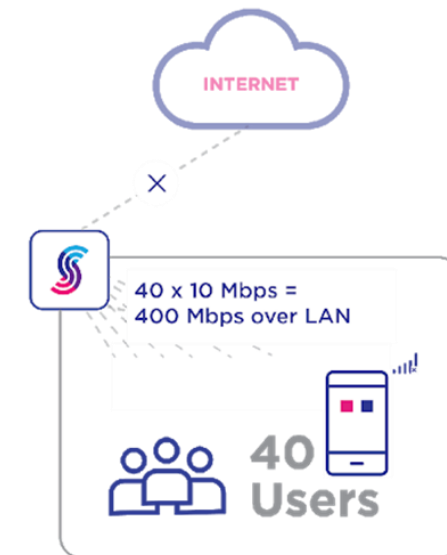 INTERNET
40 x 10 Mbps =
400 Mbps over LAN
40
Users